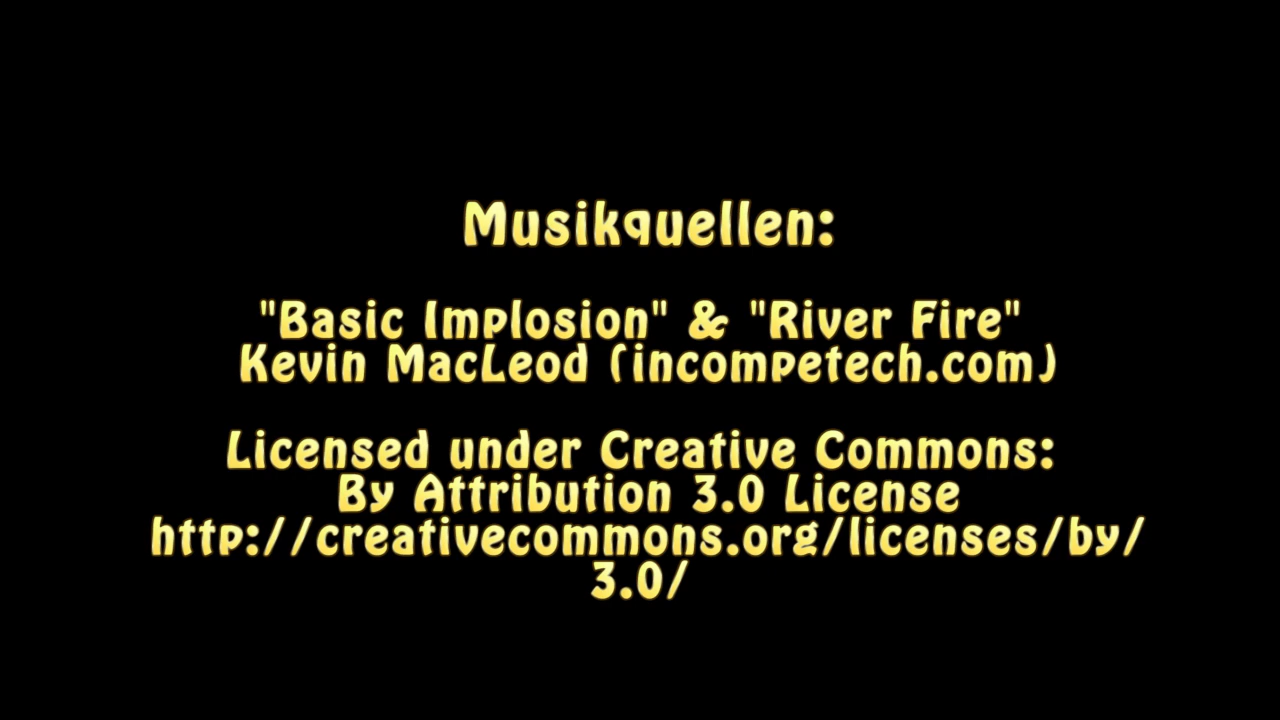 Musikquellen:
"Basic Implosion" & "River Fire"
Kevin MacLeod (incompetech.com)
Licensed under Creative Commons:
By Attribution 3.0 License
http://creativecommons.org/licenses/by/
3.0/